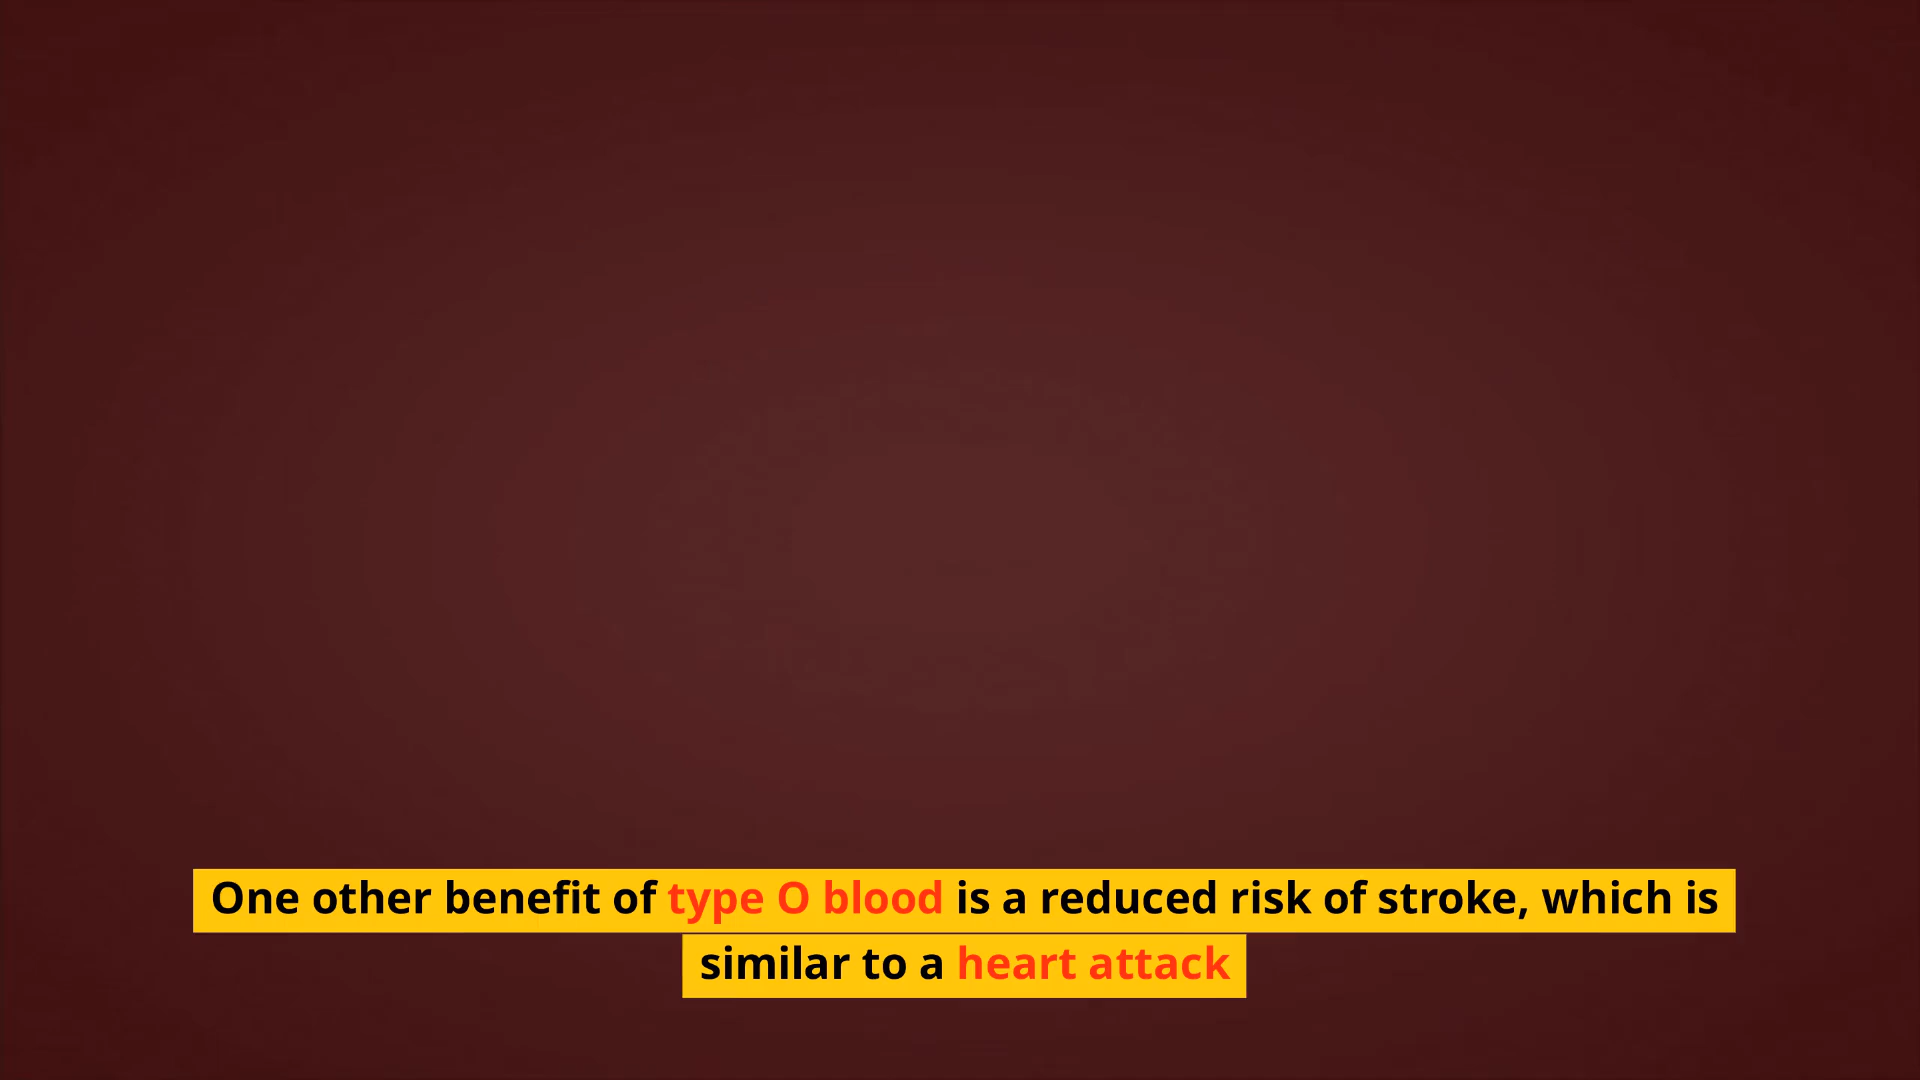 One other benefit of type O blood is a reduced risk of stroke, which is
similar to a heart attack